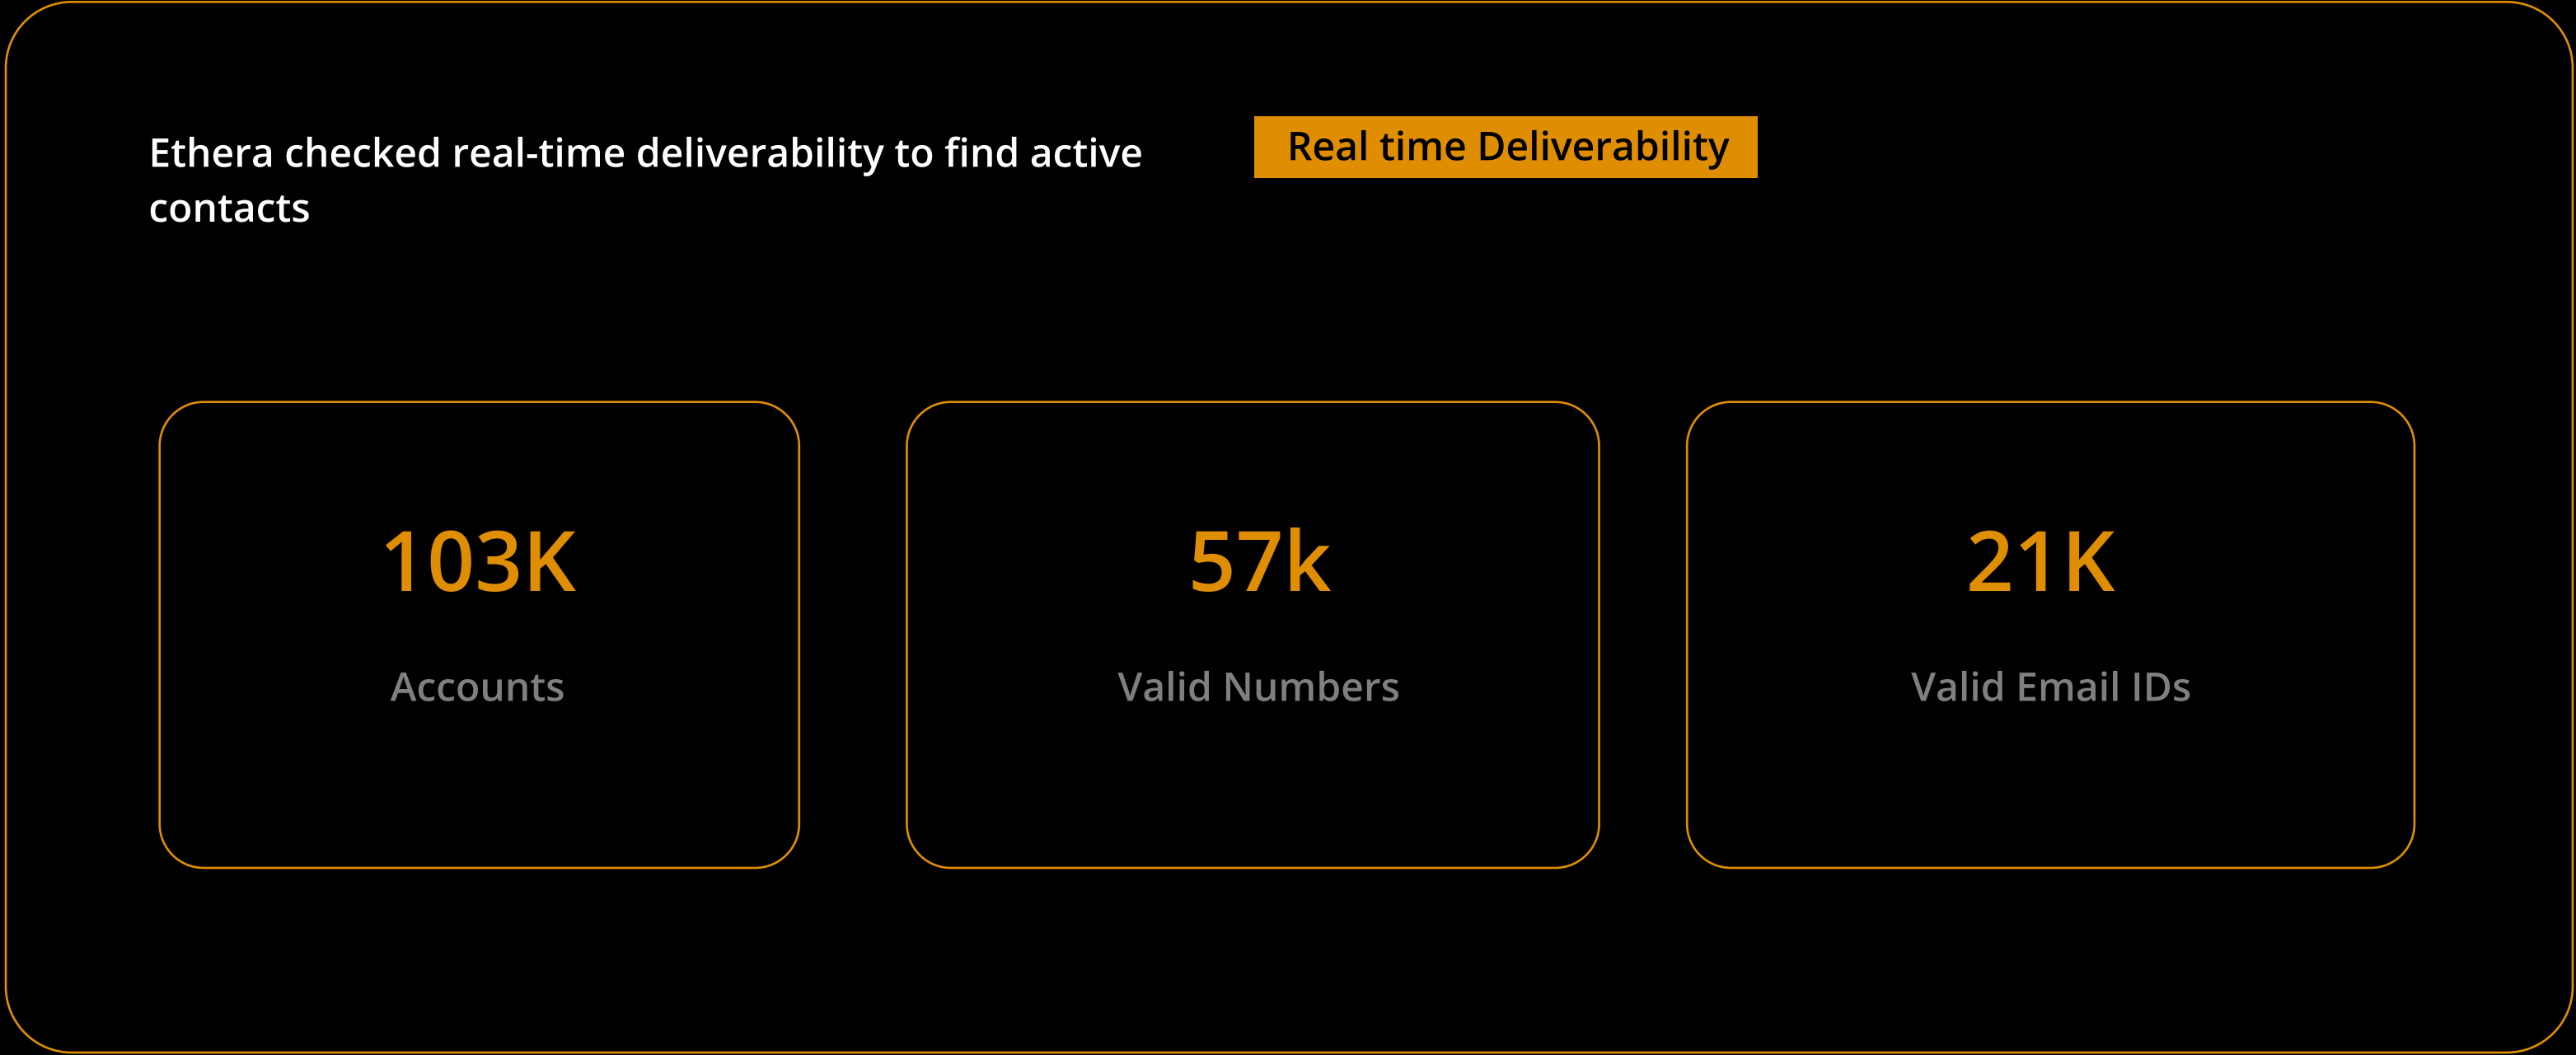 Ethera checked real-time deliverability to find active
contacts
Real time Deliverability
103K
Accounts
57k
Valid Numbers
21K
Valid Email IDs